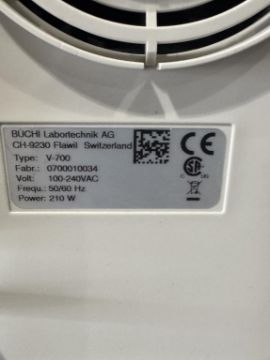 BÜCHI Labortechnik AG
CH-9230 Flawil Switzerland
Type: V-700
Fabr.: 0700010034
Volt: 100-240VAC
Frequ.: 50/60 Hz
Power: 210 W
CE